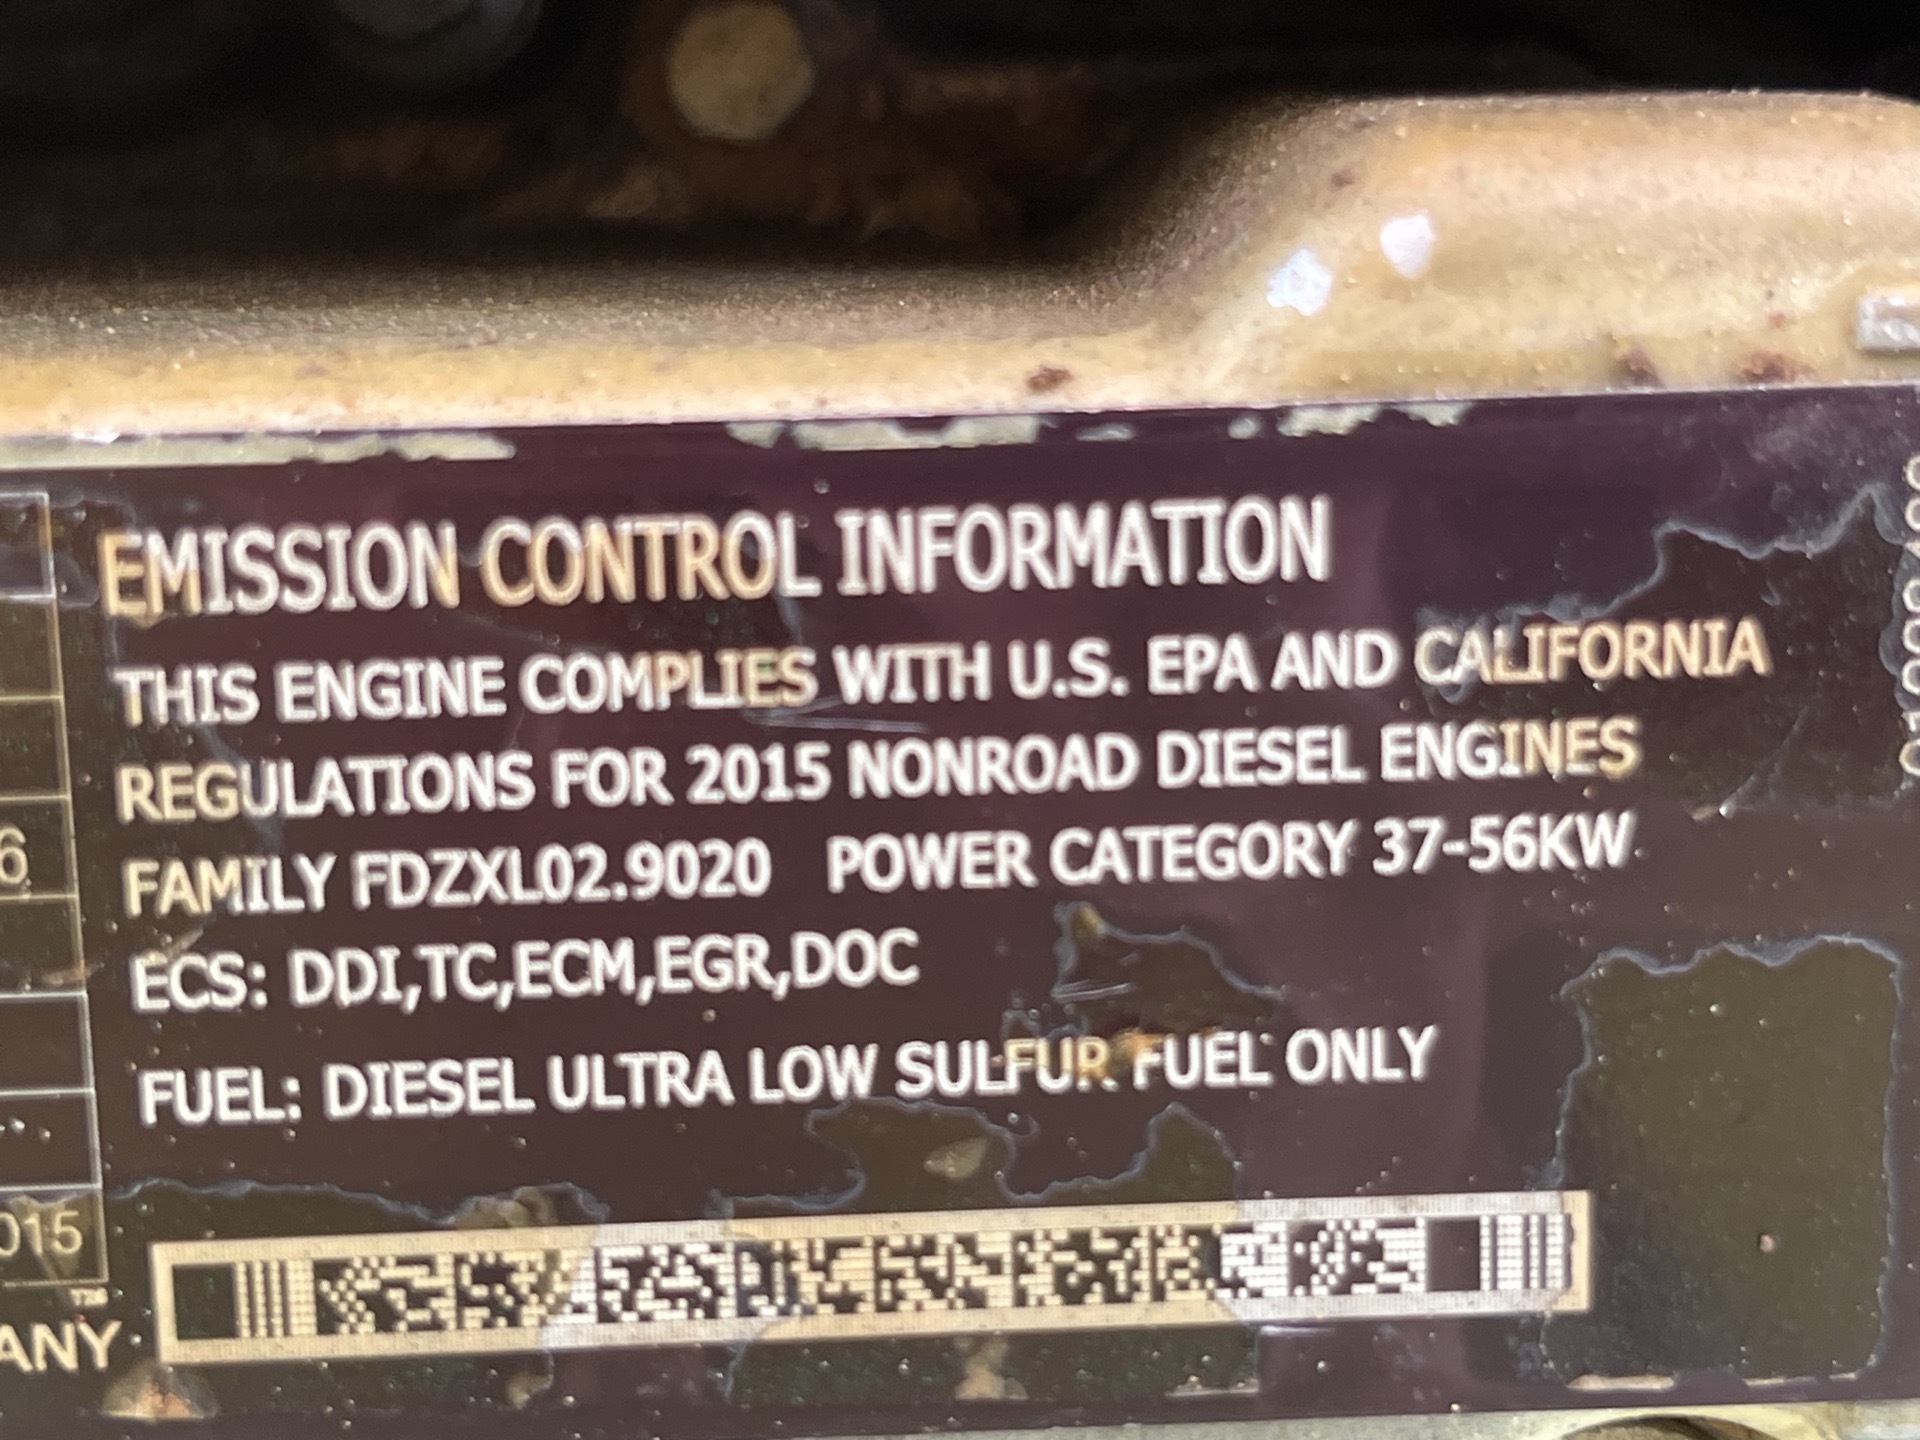 EMISSION CONTROL INFORMATION
THIS ENGINE COMPLIES WITH U.S. EPA AND CALIFORNIA
REGULATIONS FOR 2015 NONROAD DIESEL ENGINES
FAMILY FDZXL02.9020 POWER CATEGORY 37-56KW
ECS: DDI,TC,ECM,EGR,DOC
FUEL: DIESEL ULTRA LOW SULFUR FUEL ONLY
6
015
TM
ANY